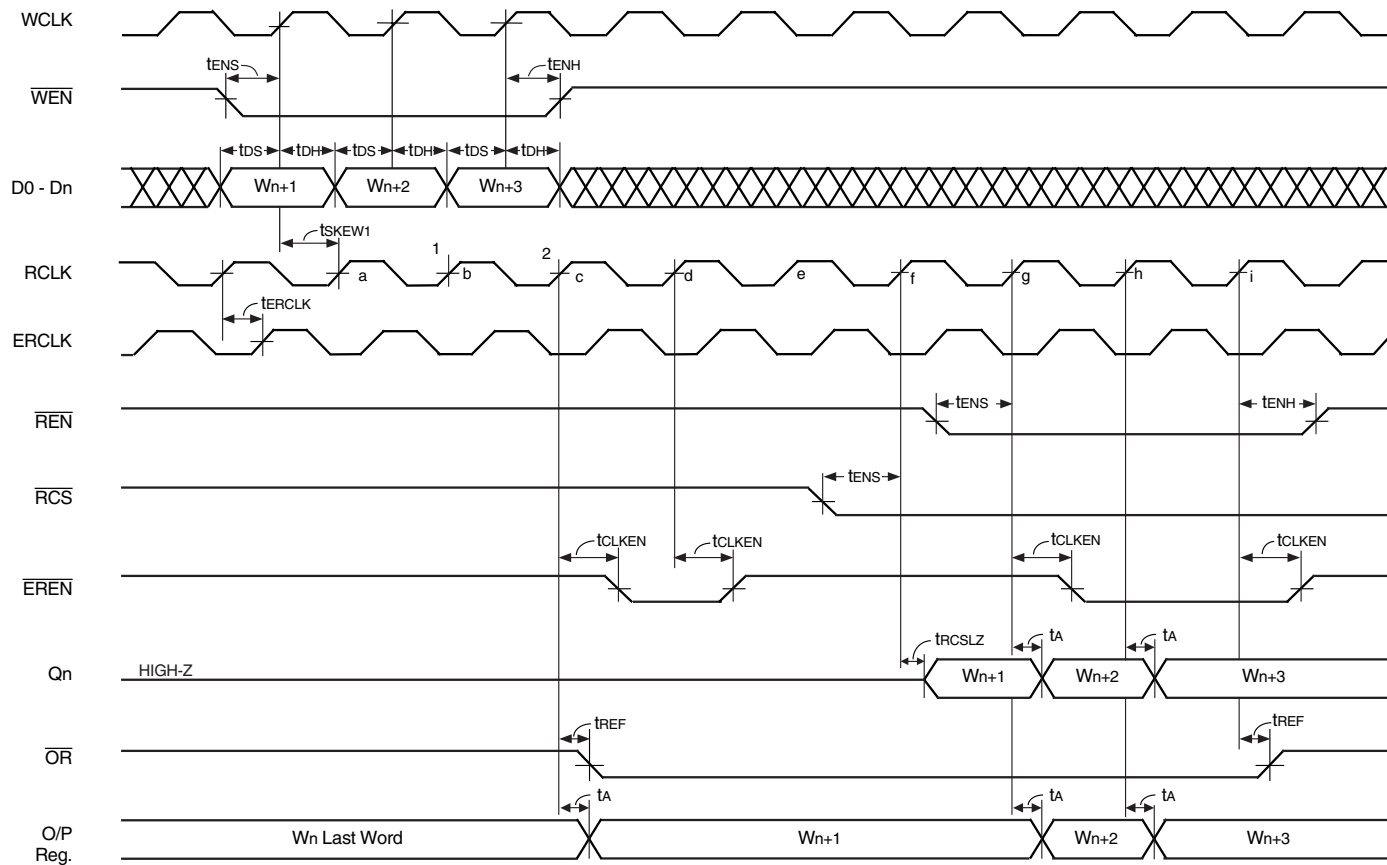 WCLK
tENS
tENH
WEN
tDS tDH tDS tDH tDS tDH
D0 - Dn
Wn+1 Wn+2 Wn+3
tSKEW1
1 2
RCLK
a b c d e f g h i
tERCLK
ERCLK
REN
tENS
tENH
RCS
tENS
tCLKEN tCLKEN tCLKEN tCLKEN
EREN
tRCSLZ tA tA
Qn
HIGH-Z
Wn+1 Wn+2 Wn+3
tREF tREF
OR
tA tA tA
O/P
Reg.
Wn Last Word Wn+1 Wn+2 Wn+3